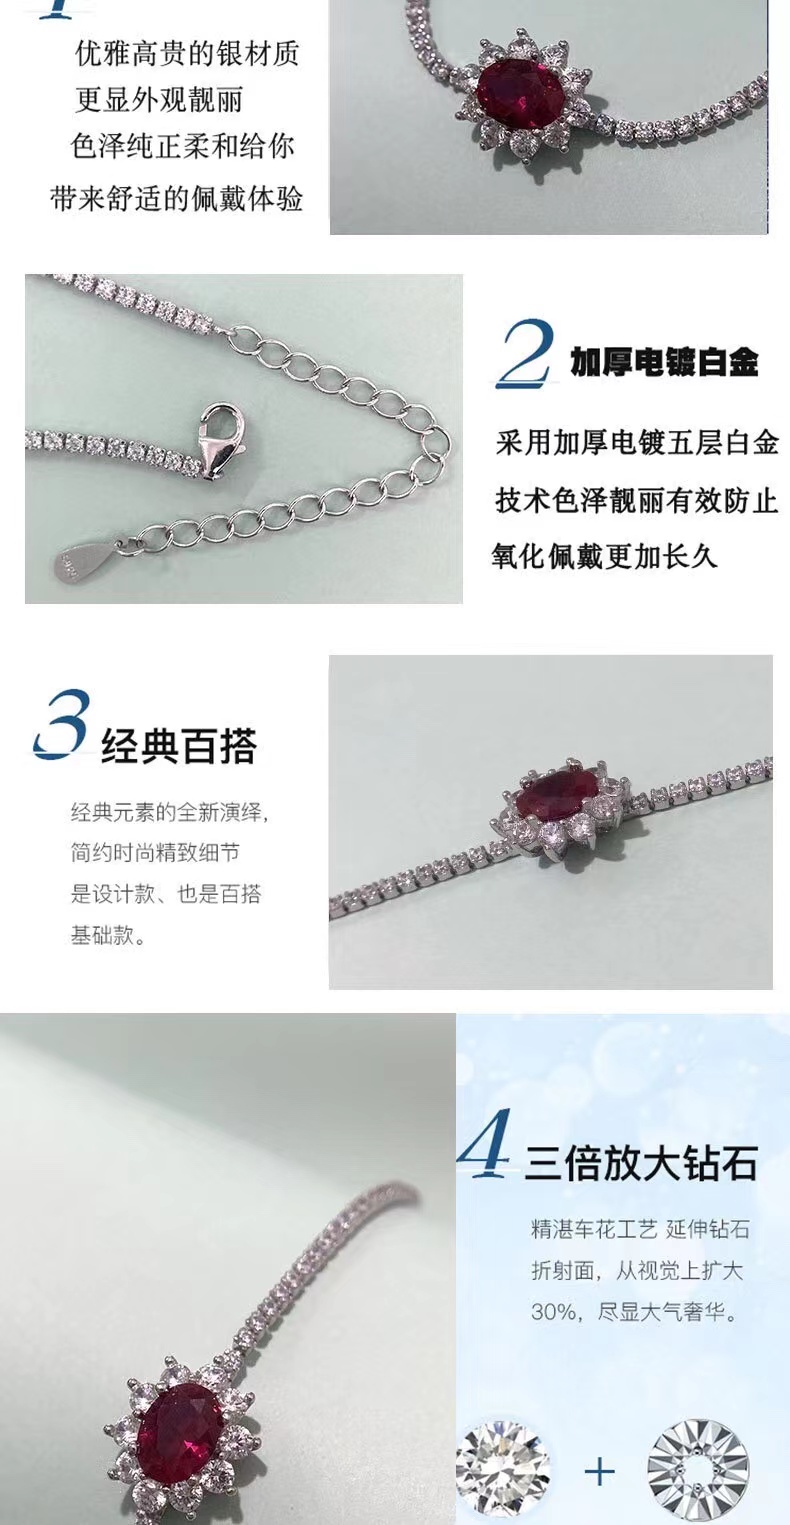 优雅高贵的银材质
更显外观靓丽
色泽纯正柔和给你
带来舒适的佩戴体验
2 加厚电镀白金
采用加厚电镀五层白金
技术色泽靓丽有效防止
氧化佩戴更加长久
3 经典百搭
经典元素的全新演绎，
简约时尚精致细节
是设计款、也是百搭
基础款。
4 三倍放大钻石
精湛车花工艺 延伸钻石
折射面，从视觉上扩大
30%，尽显大气奢华。
+